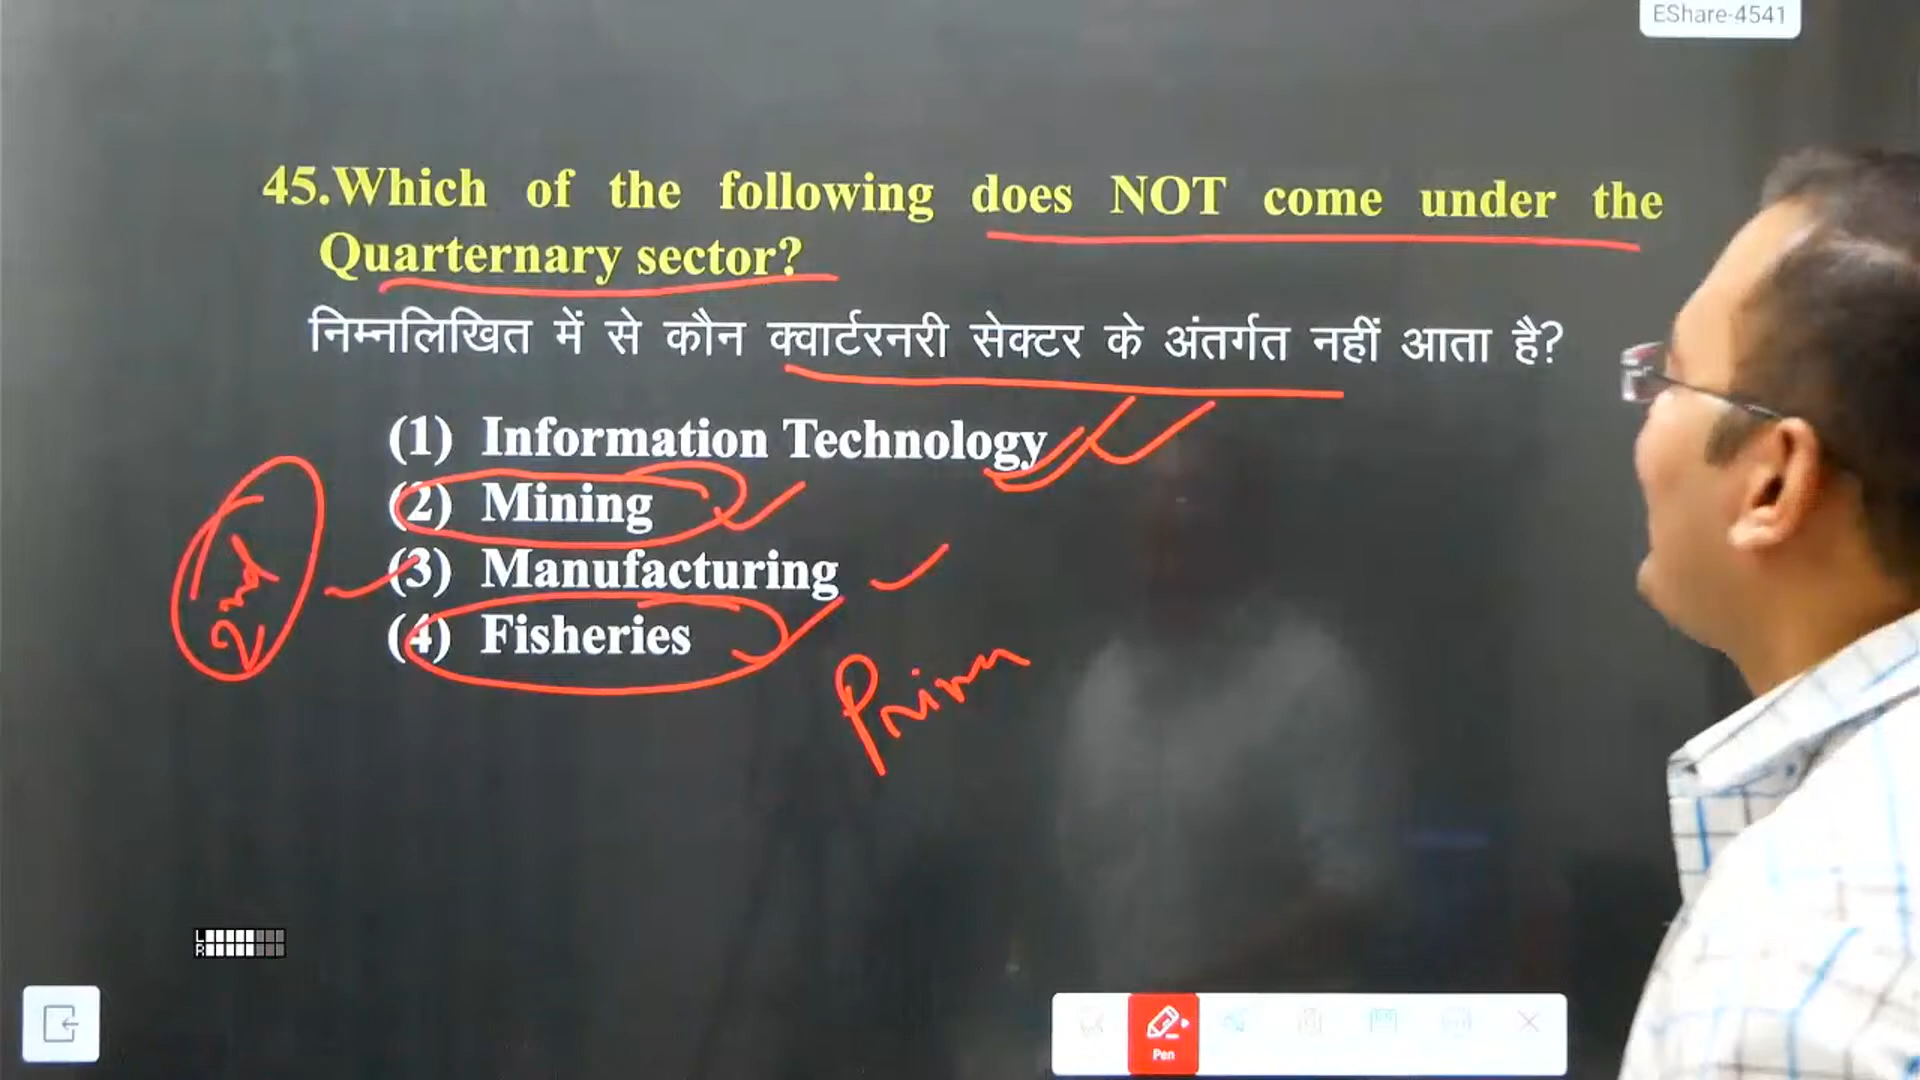 EShare-4541
45.Which of the following does NOT come under the
Quarternary sector?
निम्नलिखित में से कौन क्वार्टरनरी सेक्टर के अंतर्गत नहीं आता है?
(1) Information Technology
(2) Mining
(3) Manufacturing
(4) Fisheries
2nd
Prim
L
R
Pen